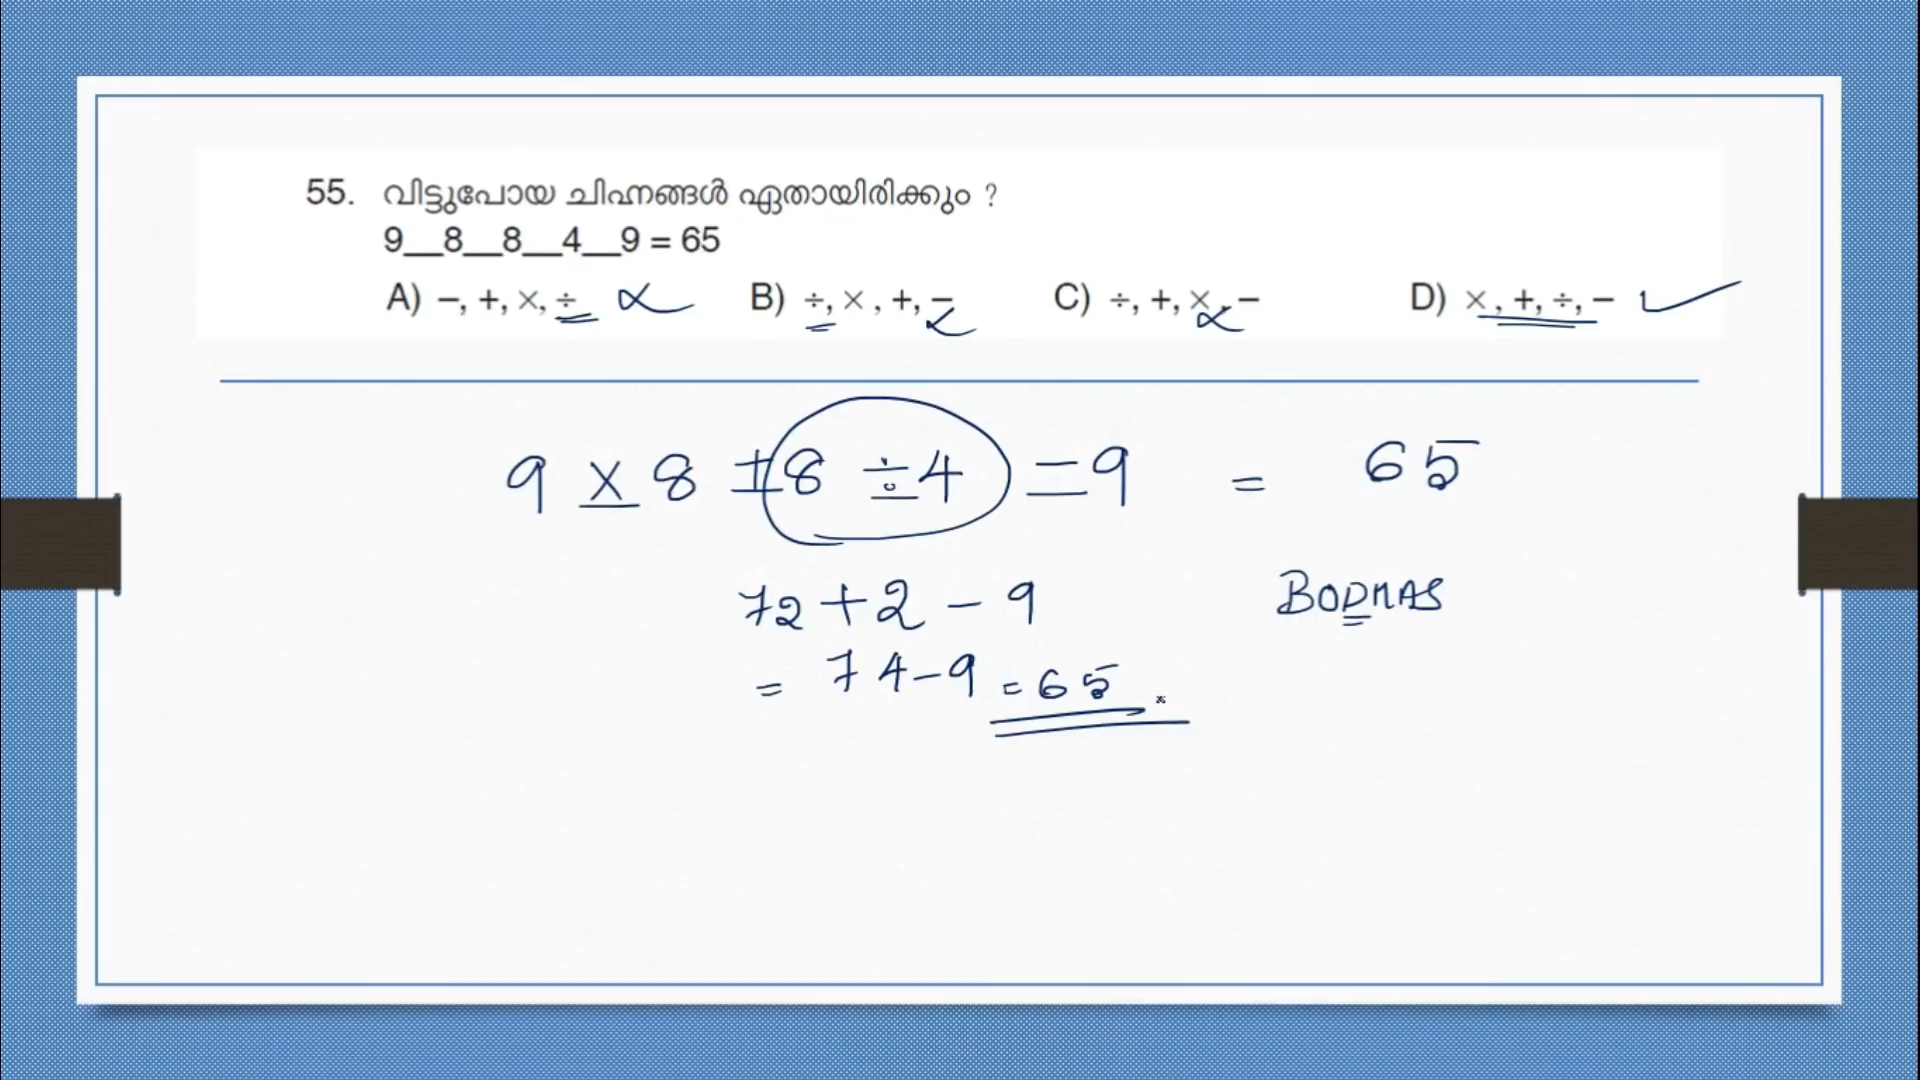 55. വിട്ടുപോയ ചിഹ്നങ്ങൾ ഏതായിരിക്കും ?
9__8__8__4__9 = 65
A) –, +, ×, ÷ B) ÷, × , +, – C) ÷, +, ×, – D) × , +, ÷, –
9 × 8 + 8 ÷ 4 – 9 = 65
72 + 2 – 9 BODMAS
= 74 – 9 = 65